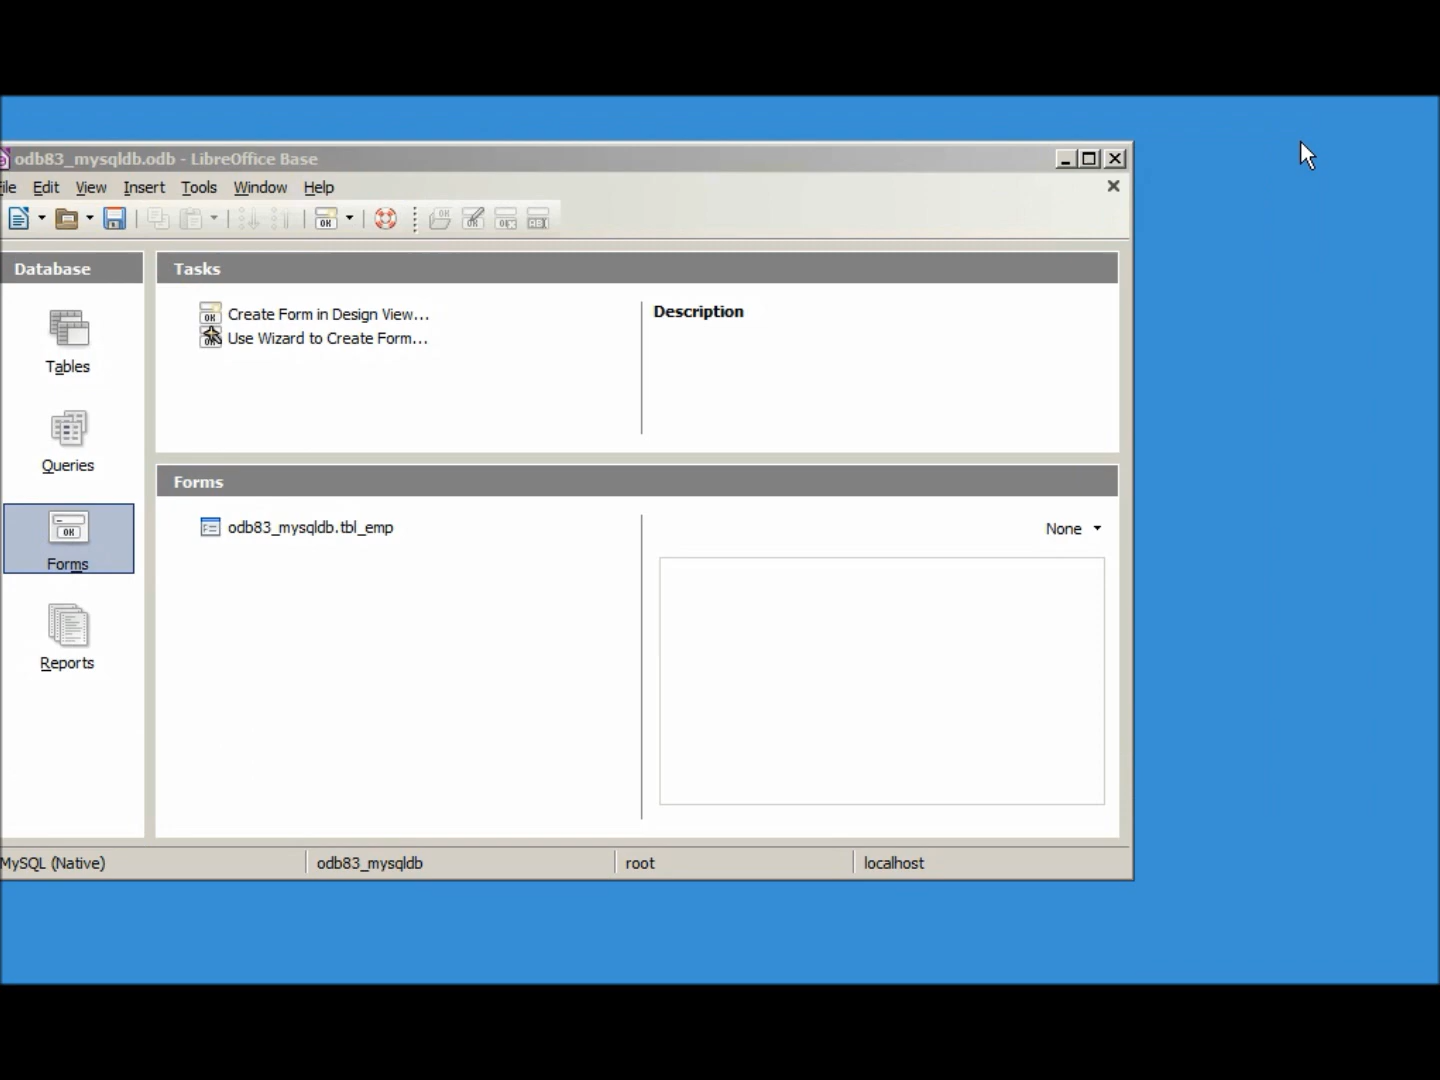 odb83_mysqldb.odb - LibreOffice Base
ile Edit View Insert Tools Window Help
Database
Tasks
Create Form in Design View...
Use Wizard to Create Form...
Description
Tables
Queries
Forms
Reports
Forms
odb83_mysqldb.tbl_emp
None
MySQL (Native) odb83_mysqldb root localhost